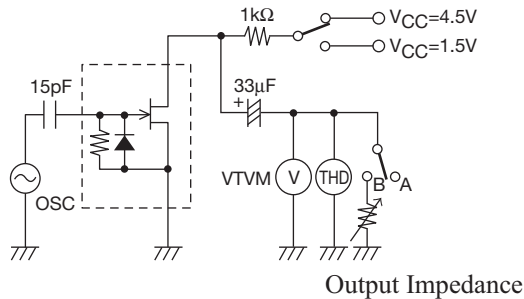 1kΩ
VCC=4.5V
VCC=1.5V
15pF
33μF
+
VTVM
V
THD
B
A
OSC
Output Impedance